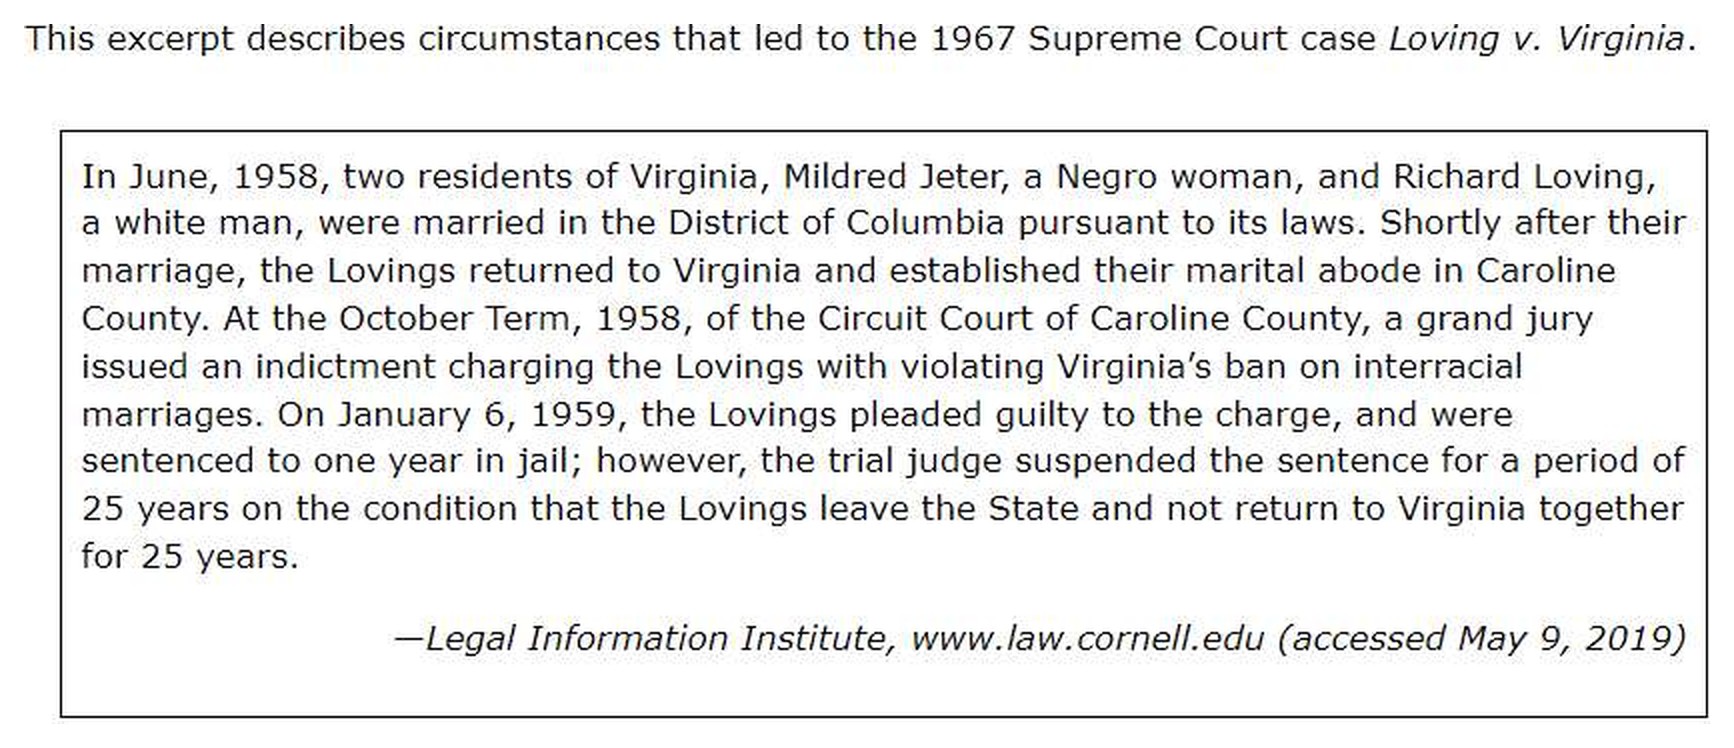 This excerpt describes circumstances that led to the 1967 Supreme Court case Loving v. Virginia.
In June, 1958, two residents of Virginia, Mildred Jeter, a Negro woman, and Richard Loving,
a white man, were married in the District of Columbia pursuant to its laws. Shortly after their
marriage, the Lovings returned to Virginia and established their marital abode in Caroline
County. At the October Term, 1958, of the Circuit Court of Caroline County, a grand jury
issued an indictment charging the Lovings with violating Virginia’s ban on interracial
marriages. On January 6, 1959, the Lovings pleaded guilty to the charge, and were
sentenced to one year in jail; however, the trial judge suspended the sentence for a period of
25 years on the condition that the Lovings leave the State and not return to Virginia together
for 25 years.
—Legal Information Institute, www.law.cornell.edu (accessed May 9, 2019)